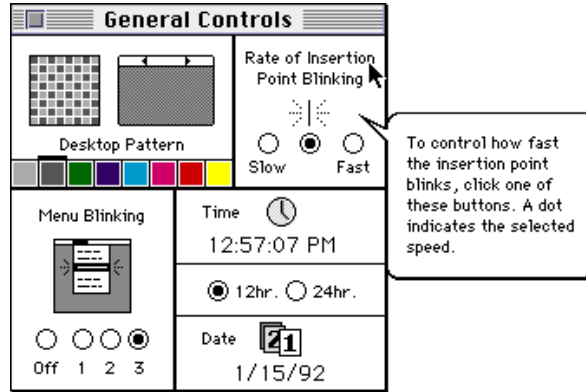 General Controls
Rate of Insertion
Point Blinking
Slow Fast
Desktop Pattern
To control how fast
the insertion point
blinks, click one of
these buttons. A dot
indicates the selected
speed.
Menu Blinking
Off 1 2 3
Time
12:57:07 PM
12hr. 24hr.
Date
21
1/15/92